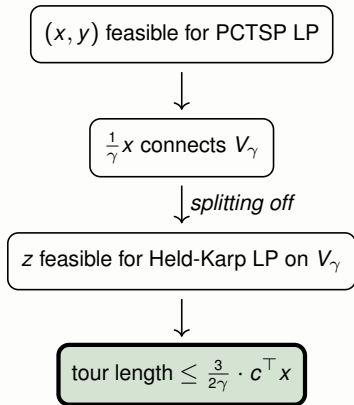 (x, y) feasible for PCTSP LP
1/γ x connects V_γ
splitting off
z feasible for Held-Karp LP on V_γ
tour length ≤ 3/2γ · c^⊤ x